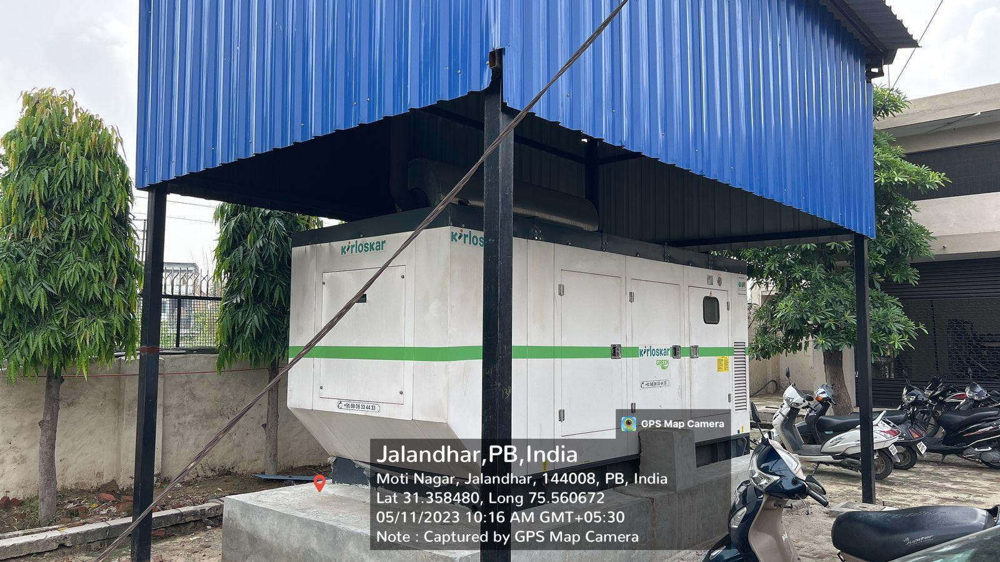 Kirloskar
Kirlos
GFE
Kirloskar
GREEN
+91 88 06 33 44 33
+91 88 06 33 44 33
GPS Map Camera
Jalandhar,PB,India
Moti Nagar, Jalandhar, 144008, PB, India
Lat 31.358480, Long 75.560672
05/11/2023 10:16 AM GMT+05:30
Note : Captured by GPS Map Camera
JUPITER